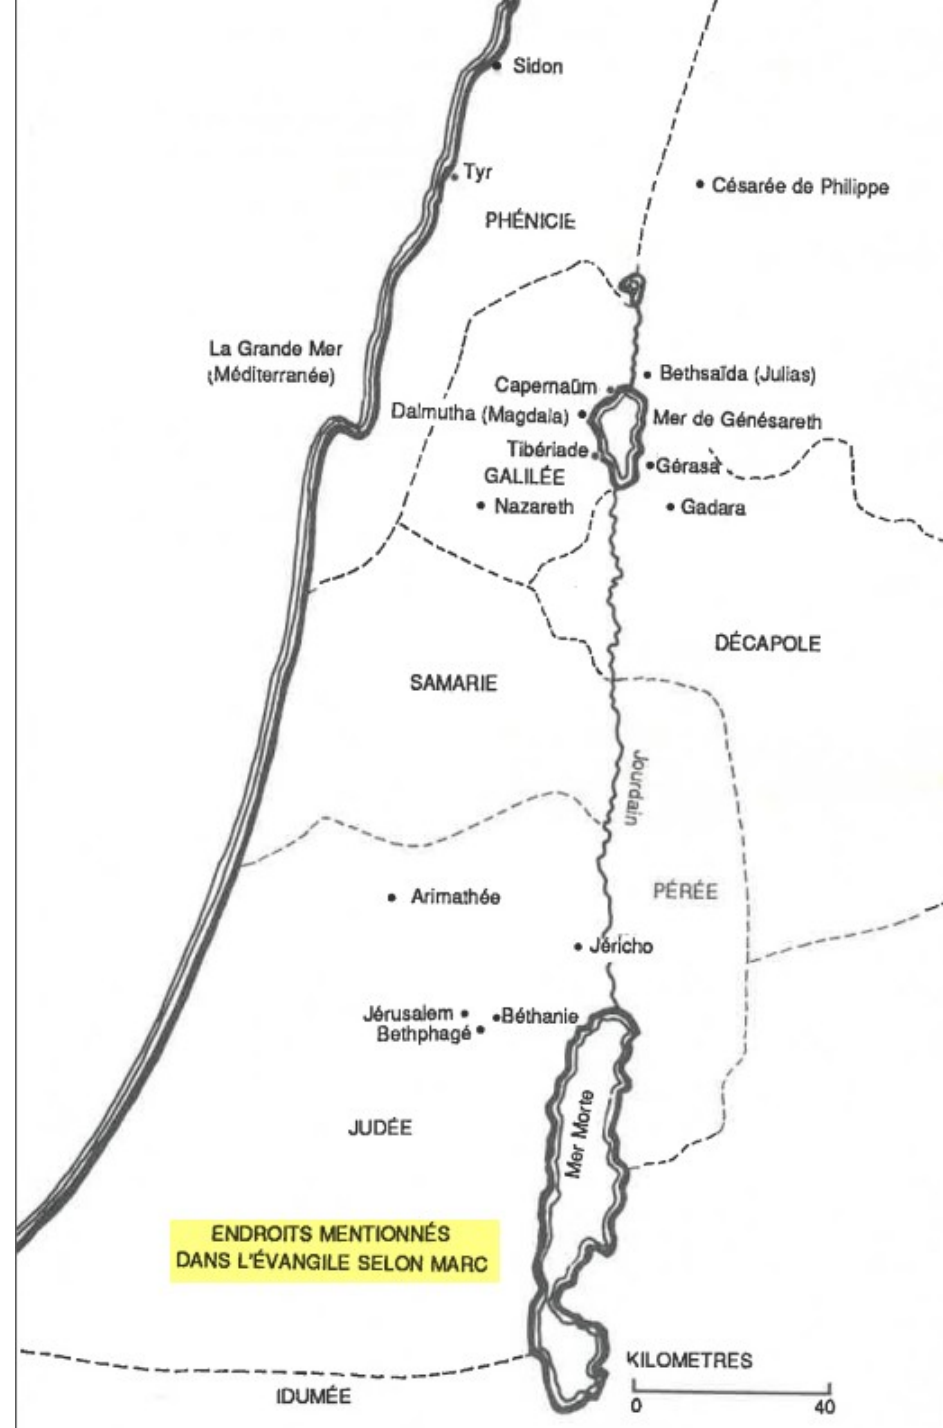 Sidon
Tyr
Césarée de Philippe
PHÉNICIE
La Grande Mer
(Méditerranée)
Bethsaïda (Julias)
Capernaüm
Dalmutha (Magdala)
Mer de Génésareth
Tibériade
Gérasa
GALILÉE
Nazareth
Gadara
DÉCAPOLE
SAMARIE
Jourdain
PÉRÉE
Arimathée
Jéricho
Jérusalem
Béthanie
Bethphagé
Mer Morte
JUDÉE
ENDROITS MENTIONNÉS
DANS L'ÉVANGILE SELON MARC
KILOMETRES
0 40
IDUMÉE